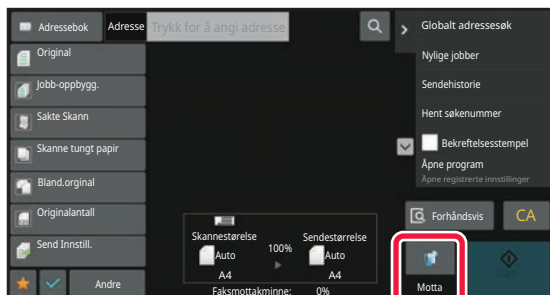 Adressebok
Adresse
Trykk for å angi adresse
Original
Jobb-oppbygg.
Sakte Skann
Skanne tungt papir
Bland.orginal
Originalantall
Send Innstill.
Andre
Skannestørelse
Auto
A4
100%
Sendestørrelse
Auto
A4
Faksmottakminne: 0%
Globalt adressesøk
Nylige jobber
Sendehistorie
Hent søkenummer
Bekreftelsesstempel
Åpne program
Åpne registrerte innstillinger
Forhåndsvis
CA
Motta
Start